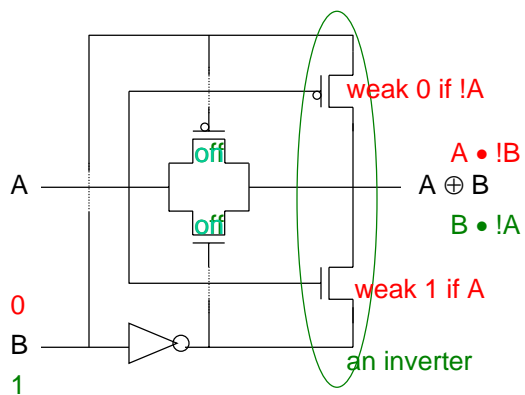 weak 0 if !A
off
A • !B
A
A ⊕ B
off
B • !A
weak 1 if A
0
B
an inverter
1